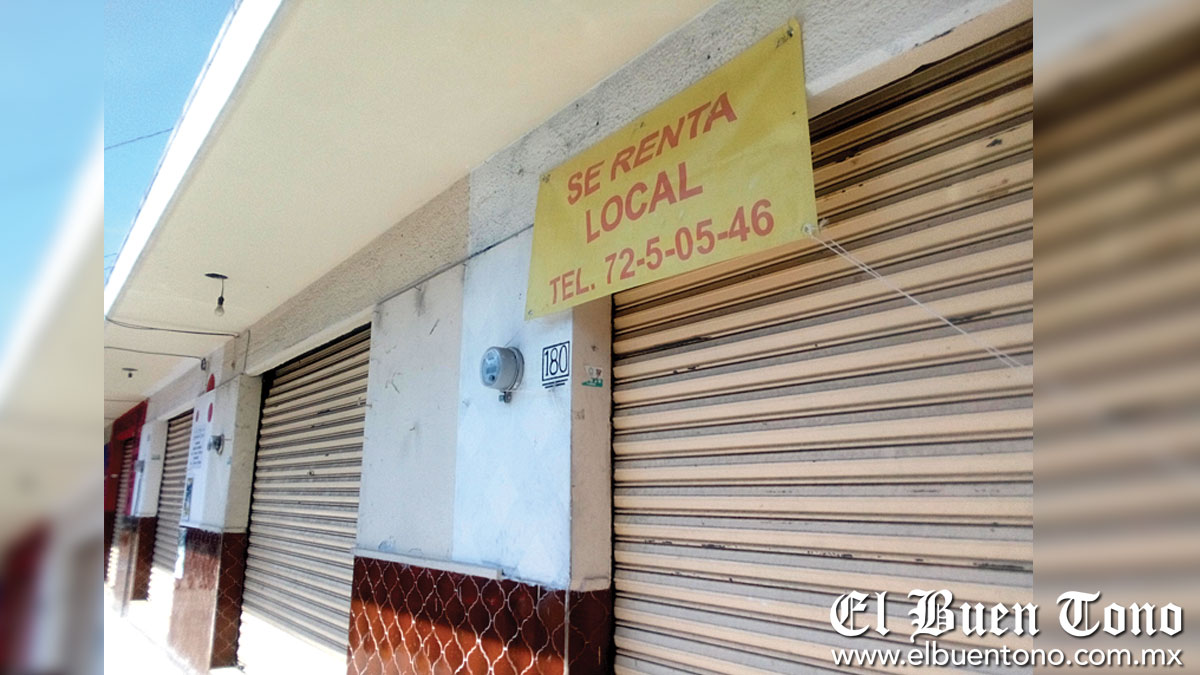 SE RENTA
LOCAL
TEL. 72-5-05-46
180
El Buen Tono
www.elbuentono.com.mx